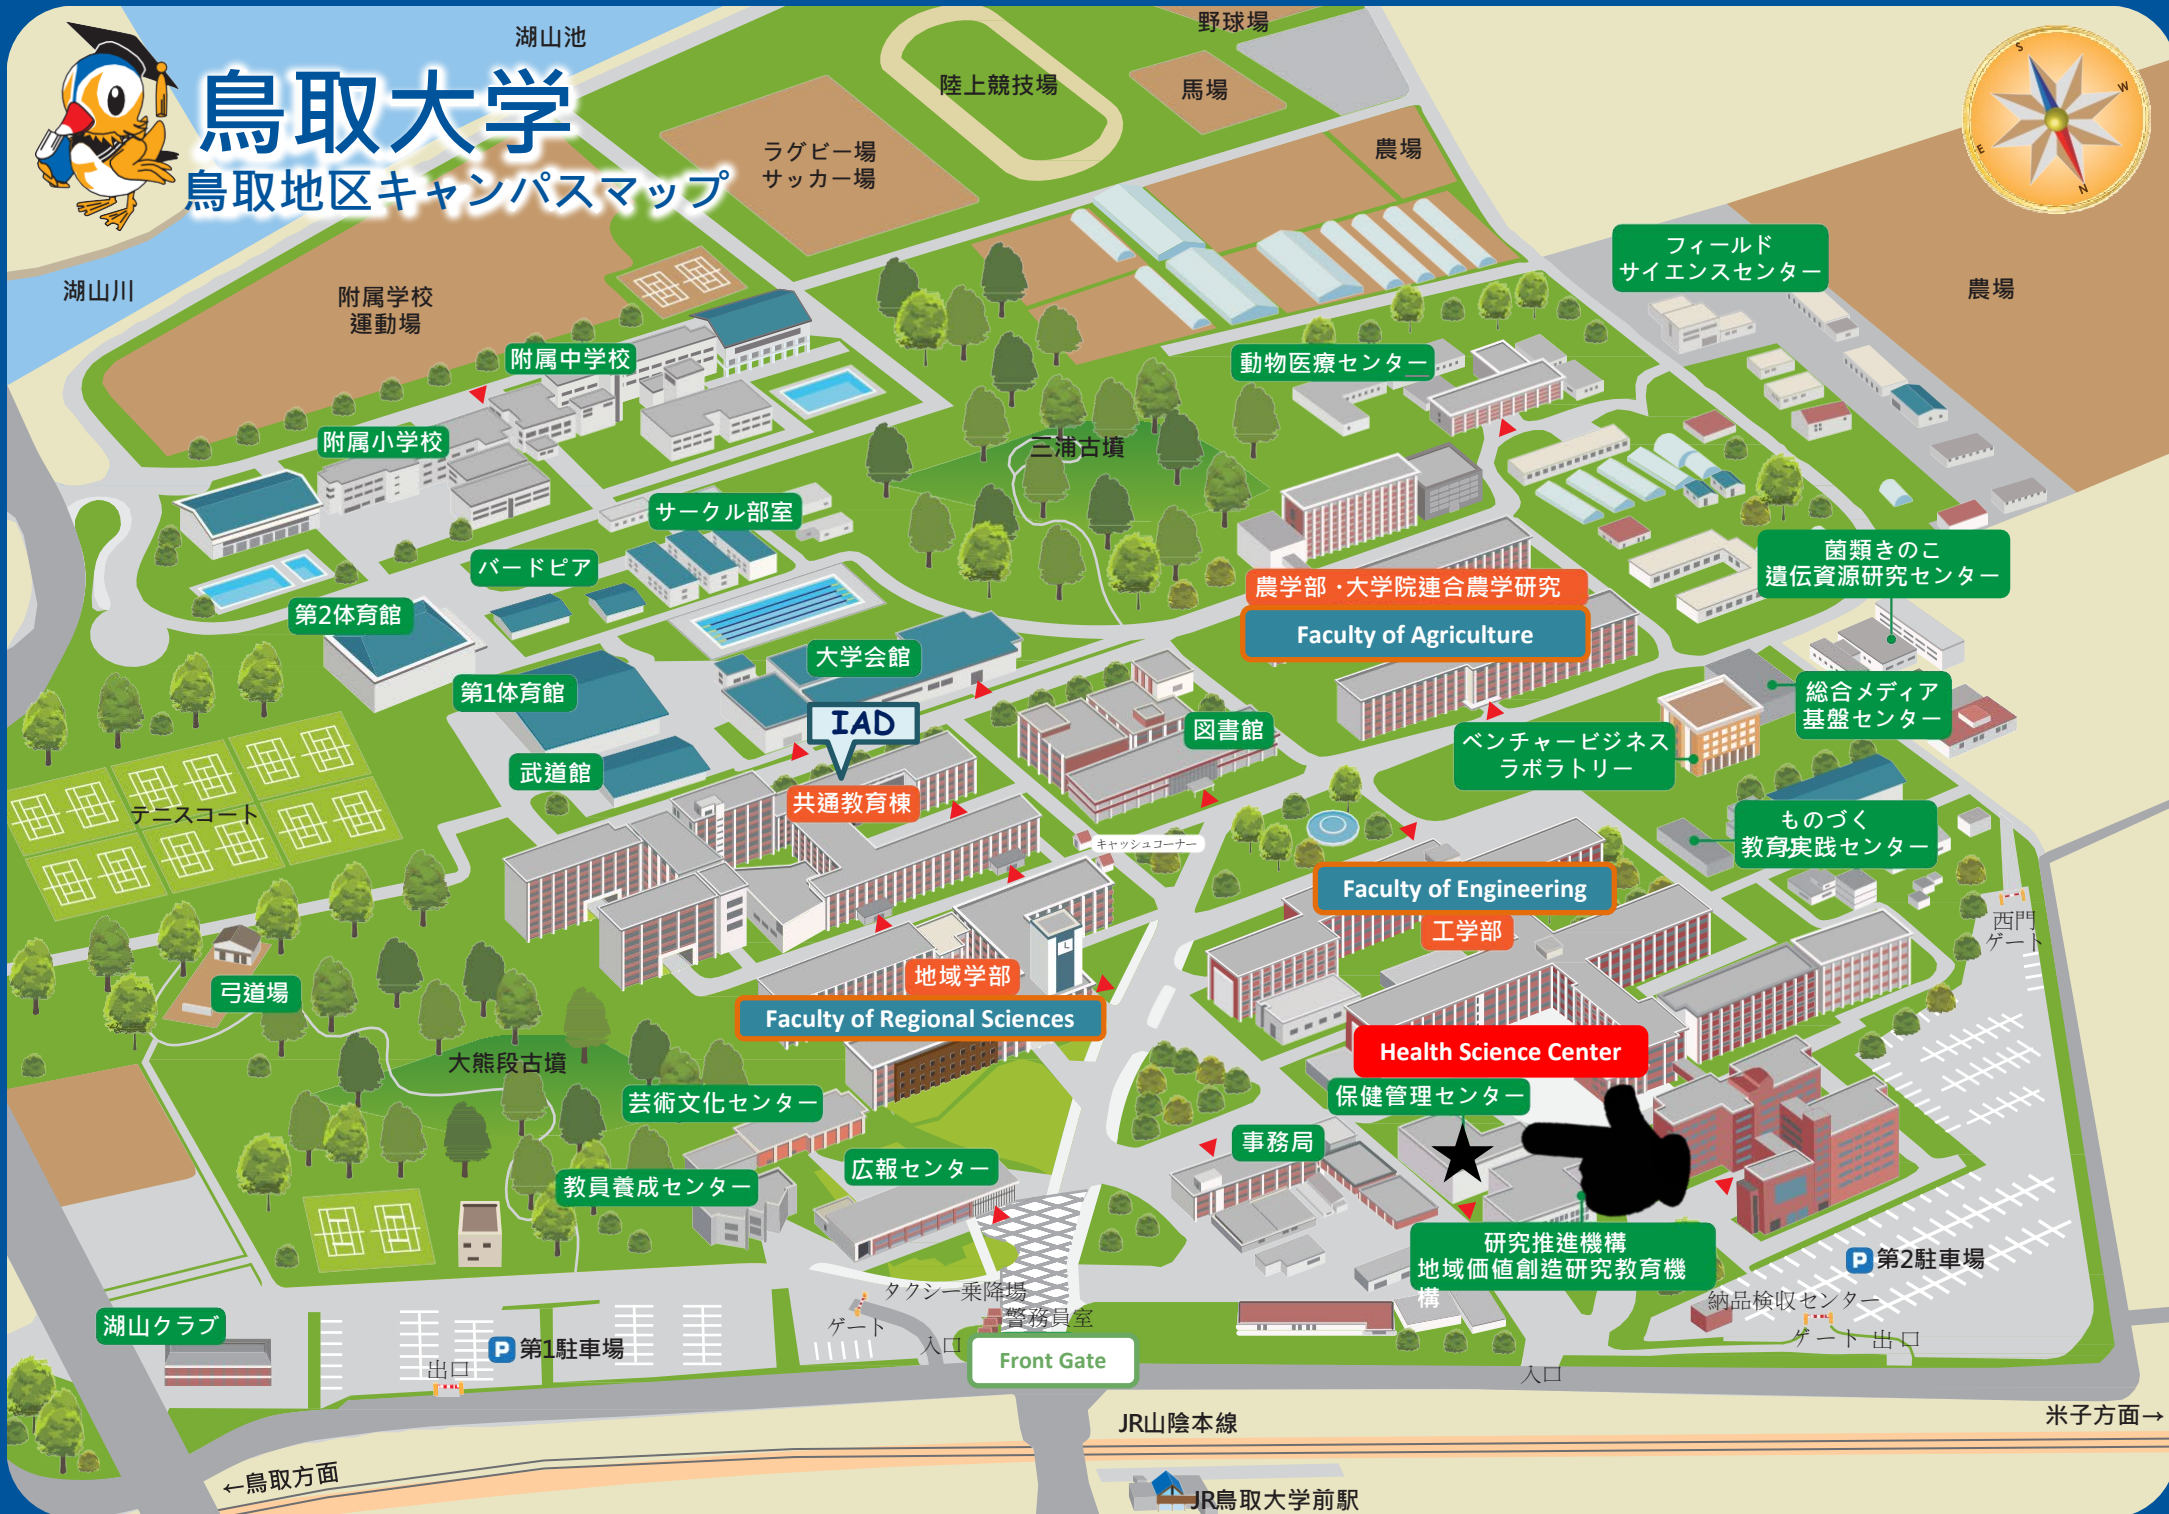 鳥取大学
鳥取地区キャンパスマップ
湖山池
野球場
陸上競技場
馬場
ラグビー場
サッカー場
農場
S
W
E
N
フィールド
サイエンスセンター
農場
湖山川
附属学校
運動場
附属中学校
動物医療センター
附属小学校
三浦古墳
サークル部室
バードピア
菌類きのこ
遺伝資源研究センター
農学部・大学院連合農学研究
Faculty of Agriculture
第2体育館
大学会館
第1体育館
総合メディア
基盤センター
IAD
図書館
ベンチャービジネス
ラボラトリー
武道館
共通教育棟
テニスコート
キャッシュコーナー
ものづく
教育実践センター
Faculty of Engineering
工学部
西門
ゲート
地域学部
Faculty of Regional Sciences
弓道場
Health Science Center
保健管理センター
大熊段古墳
芸術文化センター
事務局
広報センター
教員養成センター
研究推進機構
地域価値創造研究教育機
構
P 第2駐車場
タクシー乗降場
警務員室
納品検収センター
ゲート
入口
ゲート 出口
湖山クラブ
P 第1駐車場
出口
Front Gate
入口
JR山陰本線
米子方面→
←鳥取方面
JR鳥取大学前駅